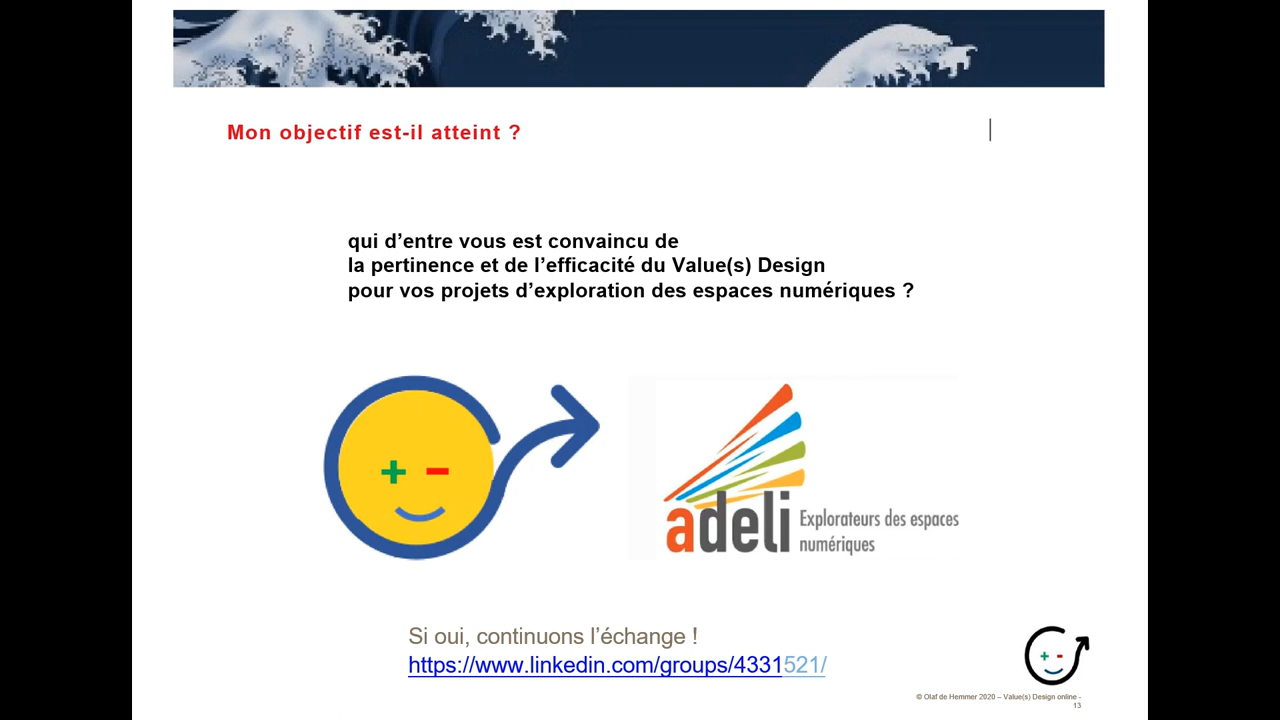 Mon objectif est-il atteint ?
qui d’entre vous est convaincu de
la pertinence et de l’efficacité du Value(s) Design
pour vos projets d’exploration des espaces numériques ?
+ -
adeli Explorateurs des espaces
numériques
Si oui, continuons l’échange !
https://www.linkedin.com/groups/4331521/
+ -
© Olaf de Hemmer 2020 – Value(s) Design online -
13